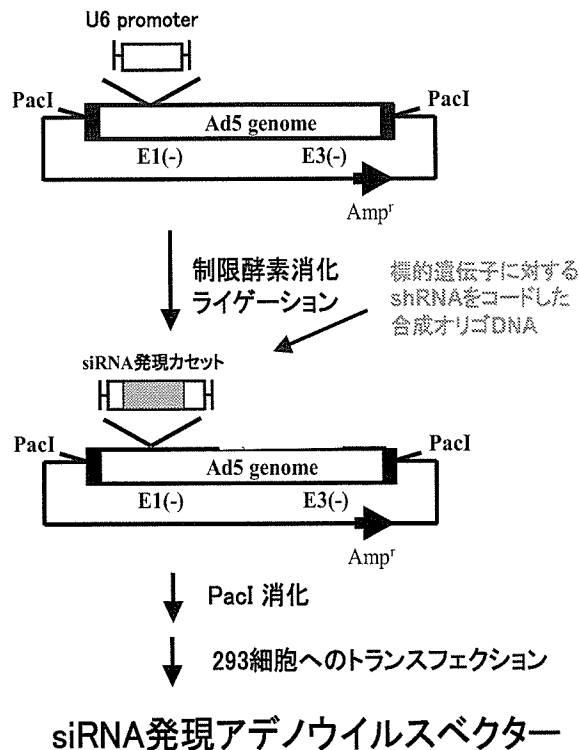 U6 promoter
PacI
PacI
Ad5 genome
E1(-)
E3(-)
Ampr
制限酵素消化
ライゲーション
標的遺伝子に対する
shRNAをコードした
合成オリゴDNA
siRNA発現カセット
PacI
PacI
Ad5 genome
E1(-)
E3(-)
Ampr
PacI 消化
293細胞へのトランスフェクション
siRNA発現アデノウイルスベクター